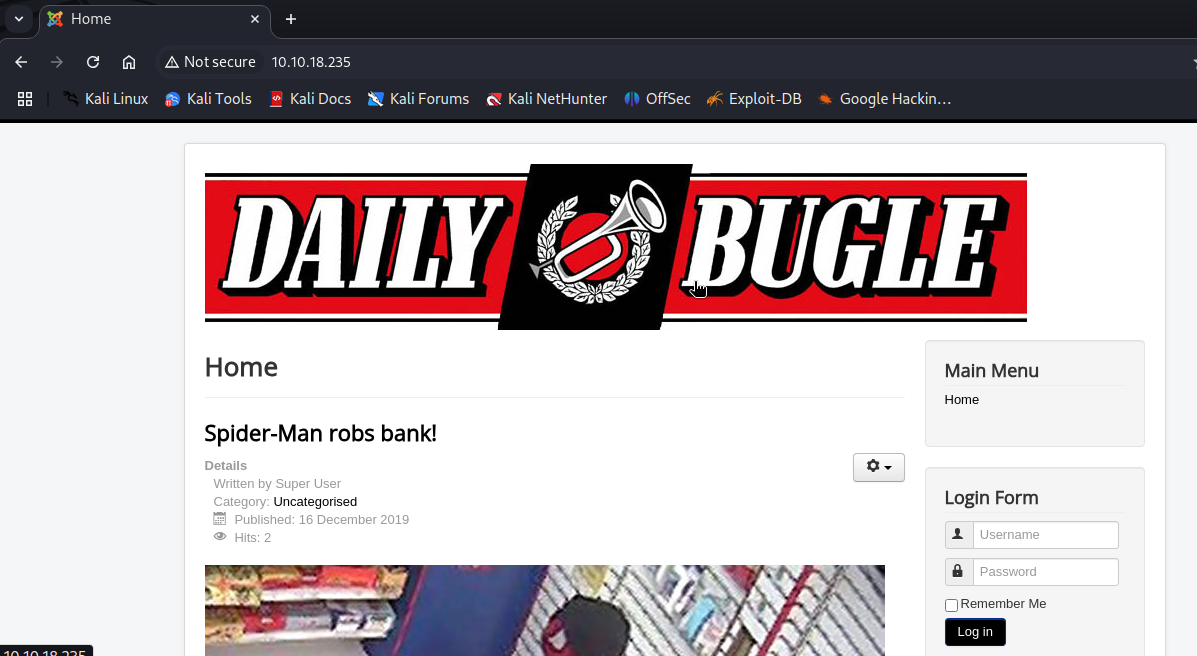 Home
Not secure 10.10.18.235
Kali Linux Kali Tools Kali Docs Kali Forums Kali NetHunter OffSec Exploit-DB Google Hackin…
DAILY BUGLE
Home
Spider-Man robs bank!
Details
Written by Super User
Category: Uncategorised
Published: 16 December 2019
Hits: 2
Main Menu
Home
Login Form
Username
Password
Remember Me
Log in
10.10.18.235